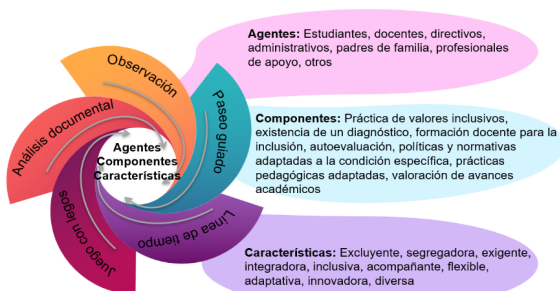 Observación
Paseo guiado
Línea de tiempo
Juego con legos
Análisis documental
Agentes
Componentes
Características
Agentes: Estudiantes, docentes, directivos,
administrativos, padres de familia, profesionales
de apoyo, otros
Componentes: Práctica de valores inclusivos,
existencia de un diagnóstico, formación docente para la
inclusión, autoevaluación, políticas y normativas
adaptadas a la condición específica, prácticas
pedagógicas adaptadas, valoración de avances
académicos
Características: Excluyente, segregadora, exigente,
integradora, inclusiva, acompañante, flexible,
adaptativa, innovadora, diversa